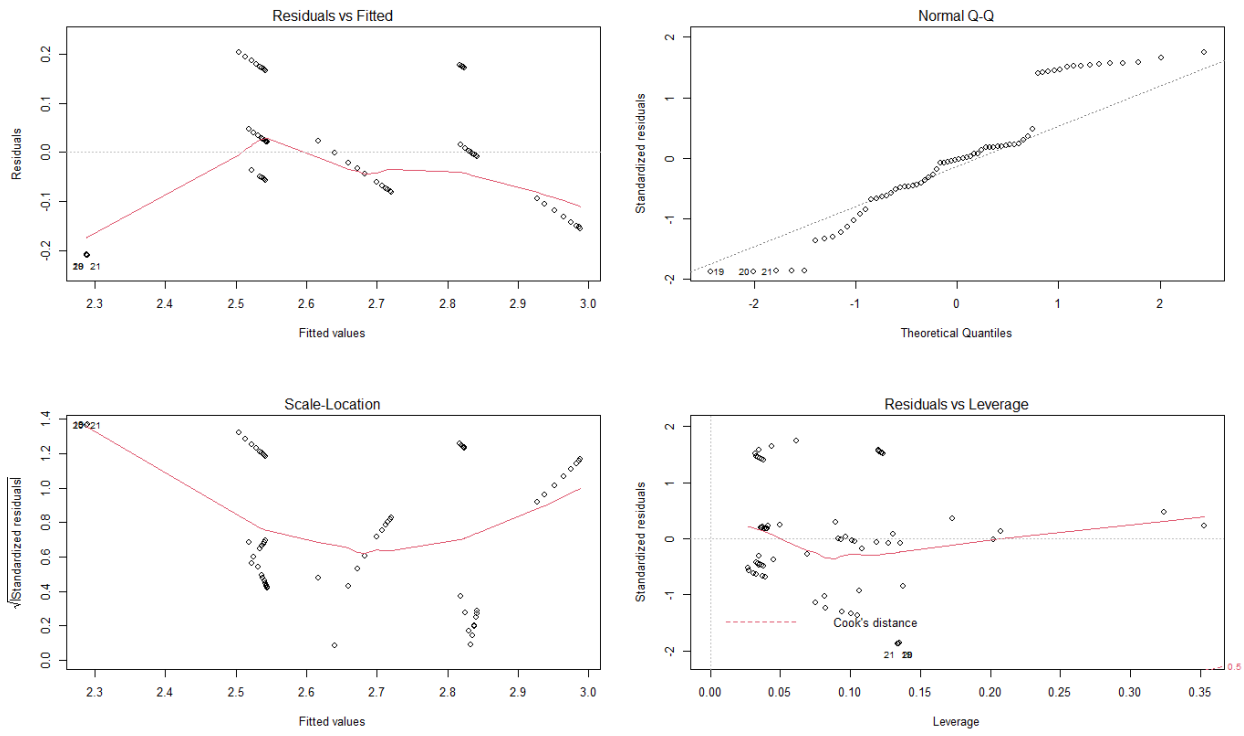 Residuals vs Fitted
Residuals
0.2
0.1
0.0
-0.1
-0.2
21
2.3 2.4 2.5 2.6 2.7 2.8 2.9 3.0
Fitted values
Normal Q-Q
Standardized residuals
2
1
0
-1
-2
19 20 21
-2 -1 0 1 2
Theoretical Quantiles
Scale-Location
√|Standardized residuals|
1.4
1.2
1.0
0.8
0.6
0.4
0.2
0.0
21
2.3 2.4 2.5 2.6 2.7 2.8 2.9 3.0
Fitted values
Residuals vs Leverage
Standardized residuals
2
1
0
-1
-2
Cook's distance
21
0.5
0.00 0.05 0.10 0.15 0.20 0.25 0.30 0.35
Leverage